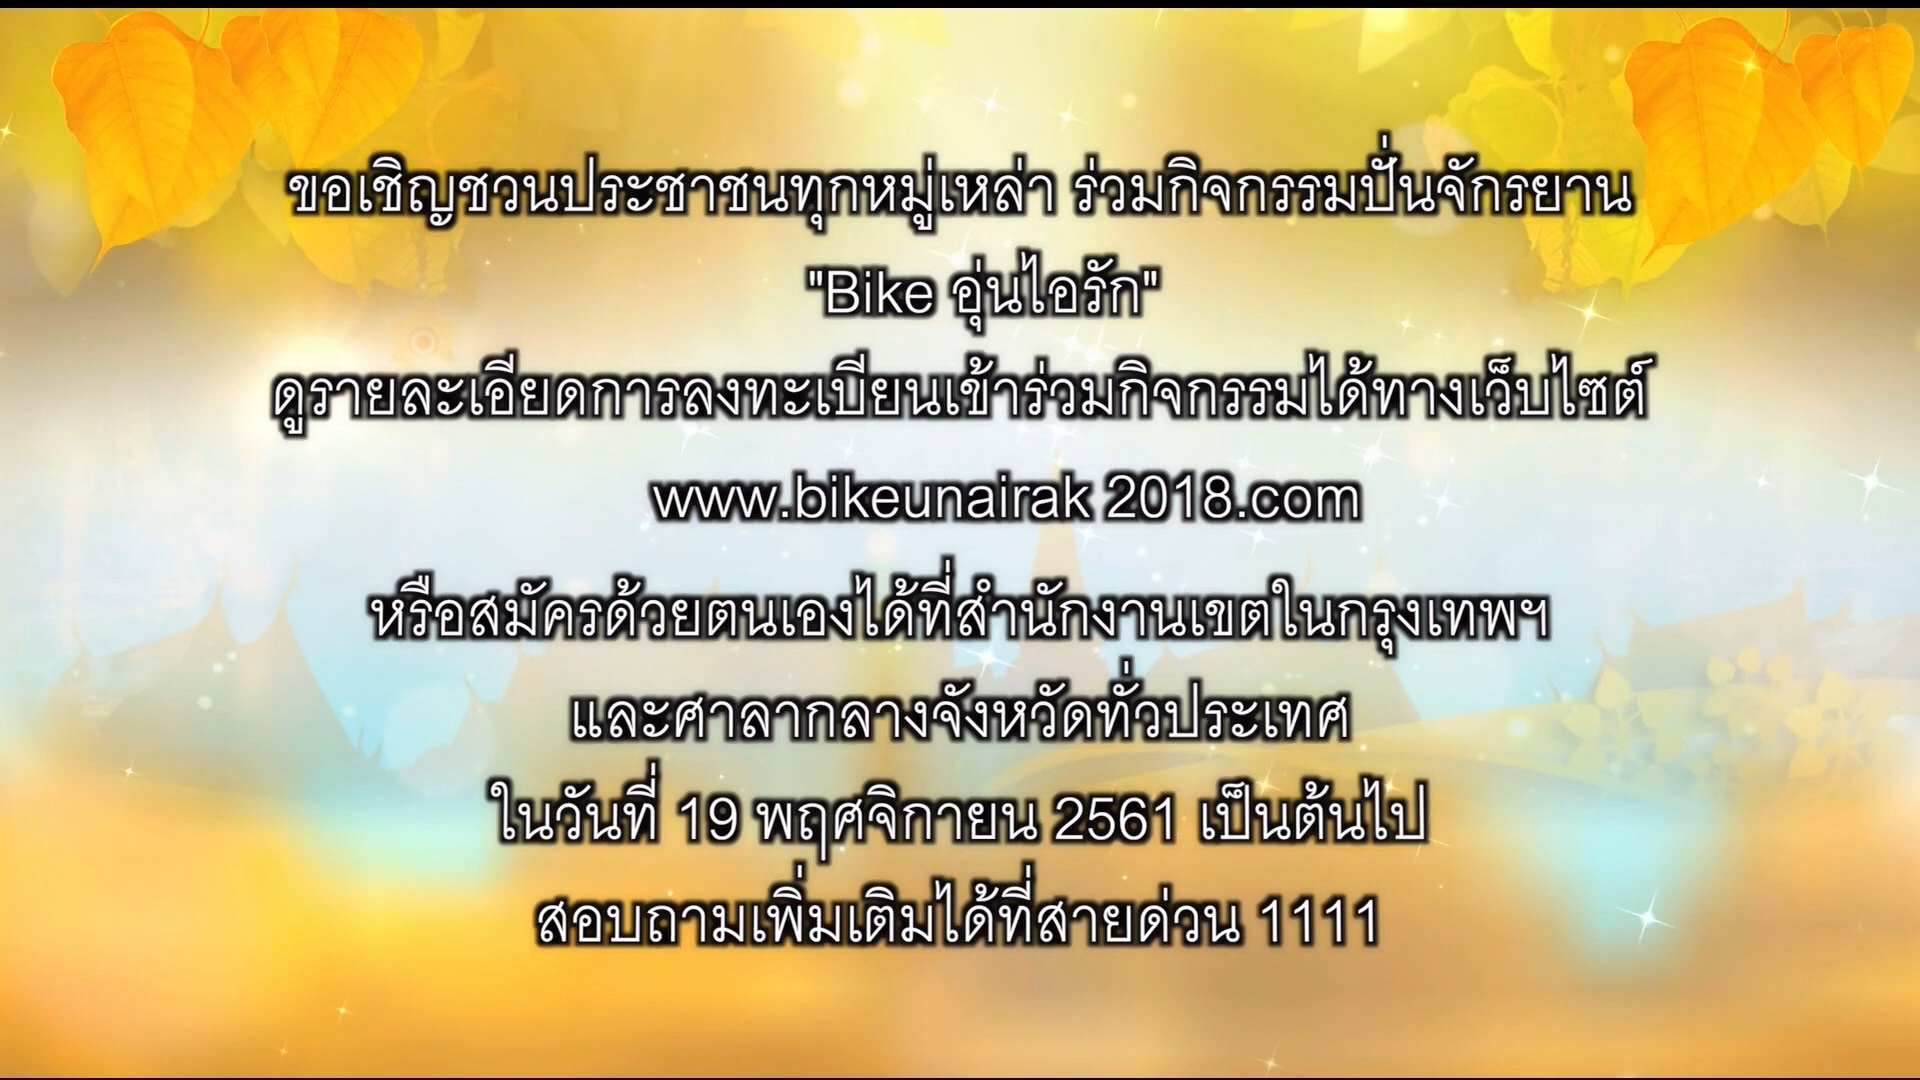 ขอเชิญชวนประชาชนทุกหมู่เหล่า ร่วมกิจกรรมปั่นจักรยาน
"Bike อุ่นไอรัก"
ดูรายละเอียดการลงทะเบียนเข้าร่วมกิจกรรมได้ทางเว็บไซต์
www.bikeunairak 2018.com
หรือสมัครด้วยตนเองได้ที่สำนักงานเขตในกรุงเทพฯ
และศาลากลางจังหวัดทั่วประเทศ
ในวันที่ 19 พฤศจิกายน 2561 เป็นต้นไป
สอบถามเพิ่มเติมได้ที่สายด่วน 1111